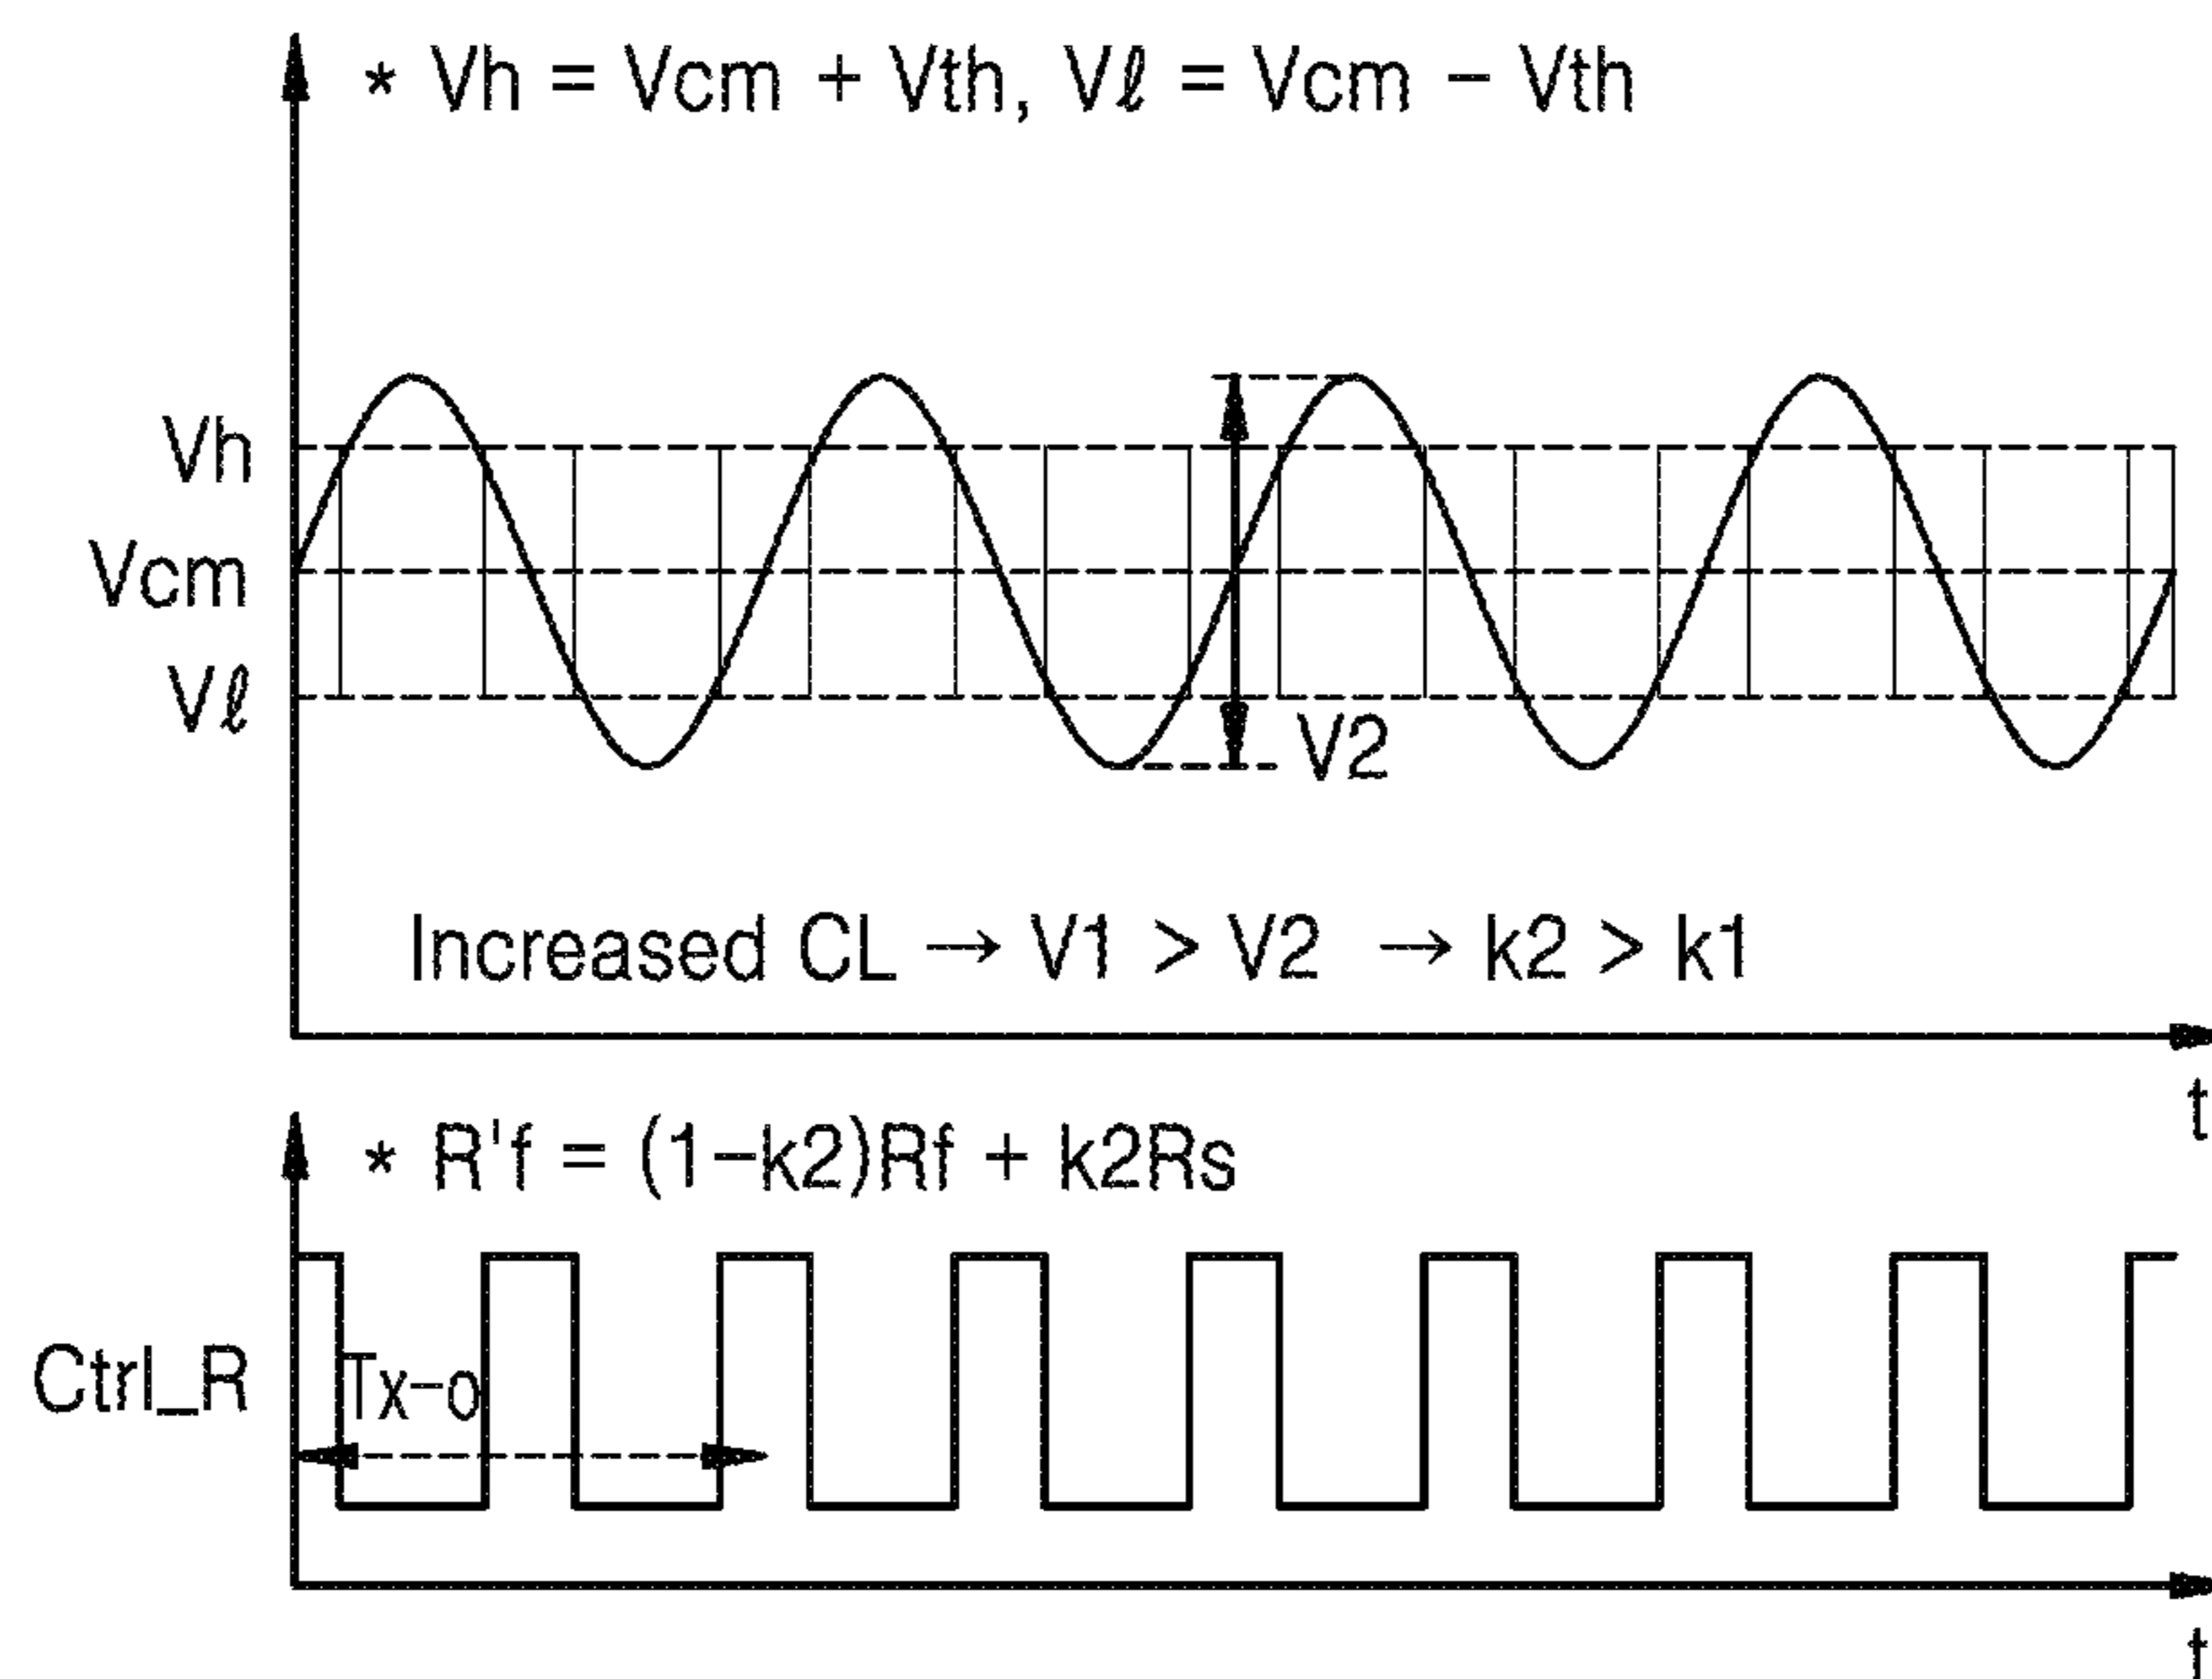 * Vh = Vcm + Vth, Vℓ = Vcm − Vth
Vh
Vcm
Vℓ
V2
Increased CL → V1 > V2 → k2 > k1
t
* R'f = (1−k2)Rf + k2Rs
Ctrl_R
Tx−o
t